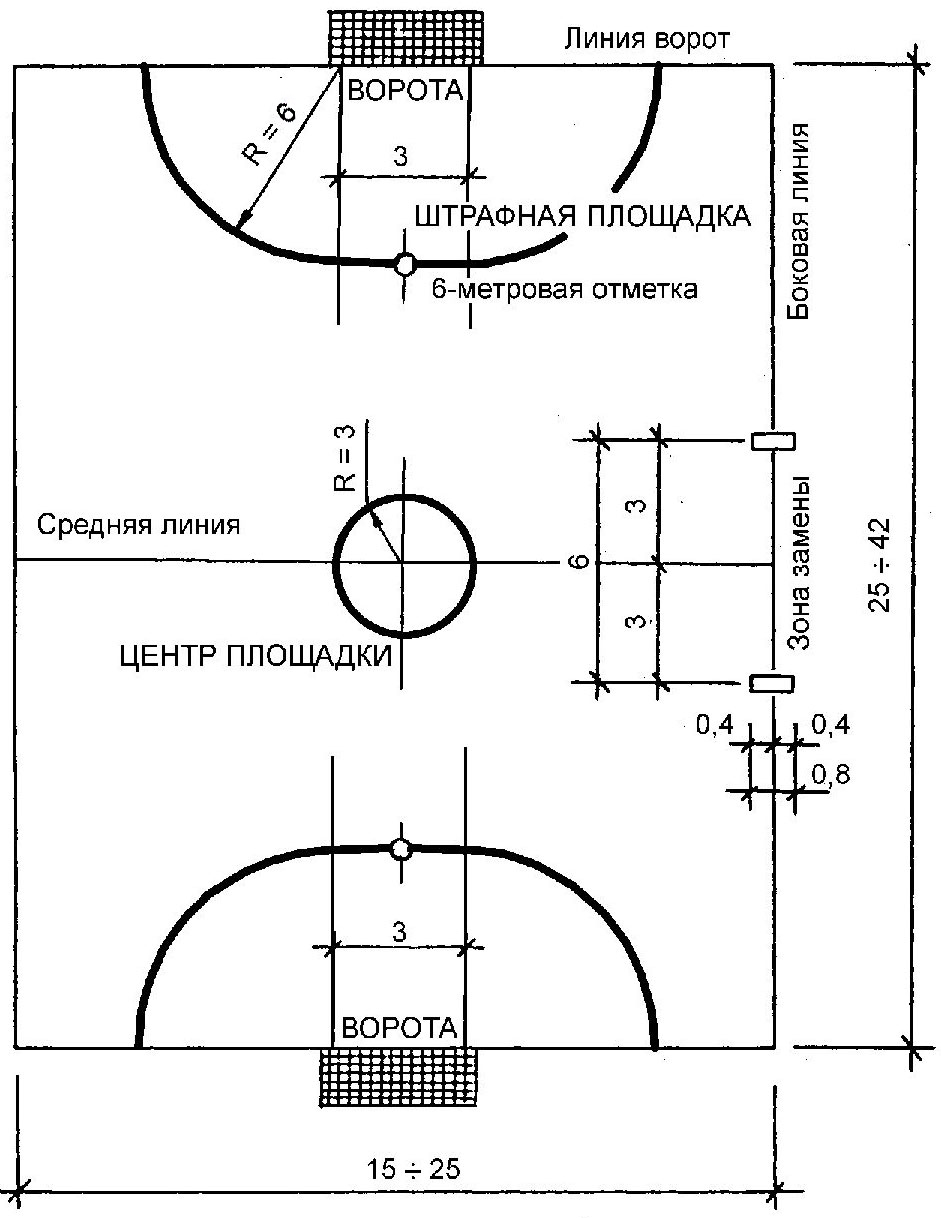 Линия ворот
ВОРОТА
R = 6
3
Боковая линия
ШТРАФНАЯ ПЛОЩАДКА
6-метровая отметка
R = 3
3
Средняя линия
6
Зона замены
25 ÷ 42
3
ЦЕНТР ПЛОЩАДКИ
0,4
0,4
0,8
3
ВОРОТА
15 ÷ 25